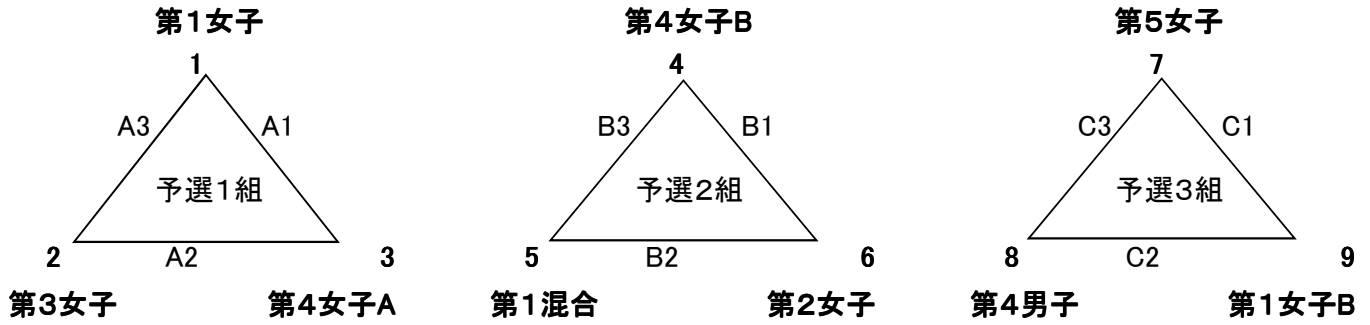 第1女子 第4女子B 第5女子
1 4 7
A3 A1 B3 B1 C3 C1
予選1組 予選2組 予選3組
2 A2 3 5 B2 6 8 C2 9
第3女子 第4女子A 第1混合 第2女子 第4男子 第1女子B